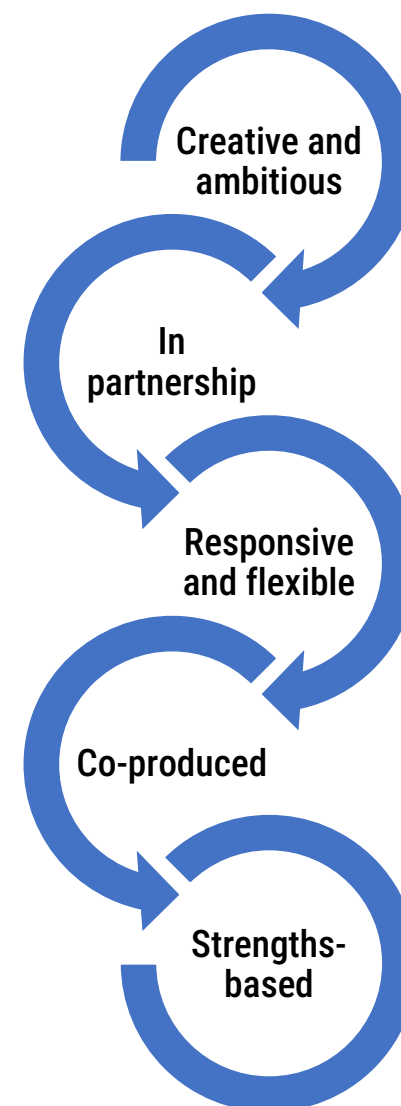 Creative and
ambitious
In
partnership
Responsive
and flexible
Co-produced
Strengths-
based